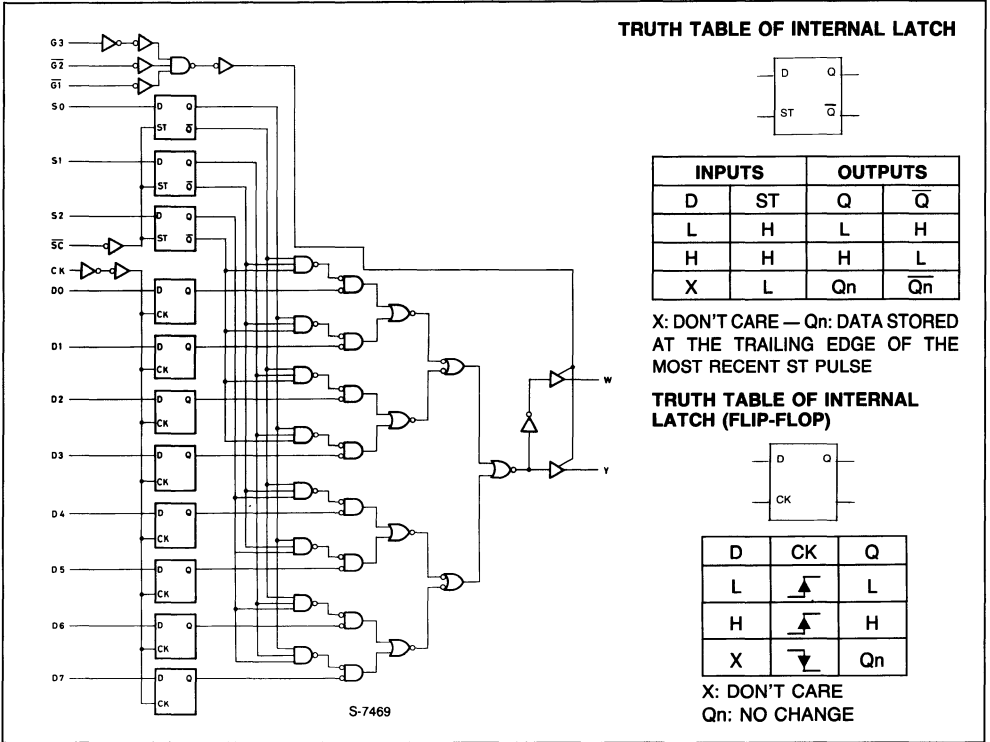 G3
G2
G1
S0
D Q
ST Q
S1
D Q
ST Q
S2
D Q
ST Q
SC
CK
D0
D Q
CK
D1
D Q
CK
D2
D Q
CK
D3
D Q
CK
D4
D Q
CK
D5
D Q
CK
D6
D Q
CK
D7
D Q
CK
W
Y
S-7469
TRUTH TABLE OF INTERNAL LATCH
D Q
ST Q̅
INPUTS OUTPUTS
D ST Q Q̅
L H L H
H H H L
X L Qn Q̅n̅
X: DON'T CARE — Qn: DATA STORED
AT THE TRAILING EDGE OF THE
MOST RECENT ST PULSE
TRUTH TABLE OF INTERNAL
LATCH (FLIP-FLOP)
D Q
CK
D CK Q
L L
H H
X Qn
X: DON'T CARE
Qn: NO CHANGE